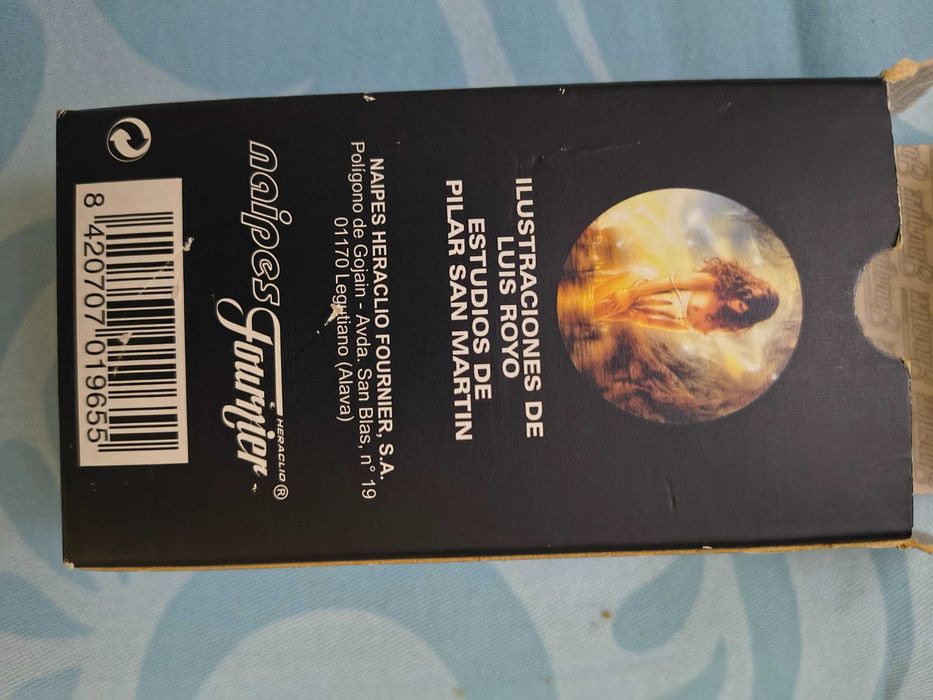 ILUSTRACIONES DE
LUIS ROYO
ESTUDIOS DE
PILAR SAN MARTIN
NAIPES HERACLIO FOURNIER, S.A.
Polígono de Gojain - Avda. San Blas, n° 19
01170 Legutiano (Alava)
naipes
HERACLIO
Fournier ®
8 420707 019655